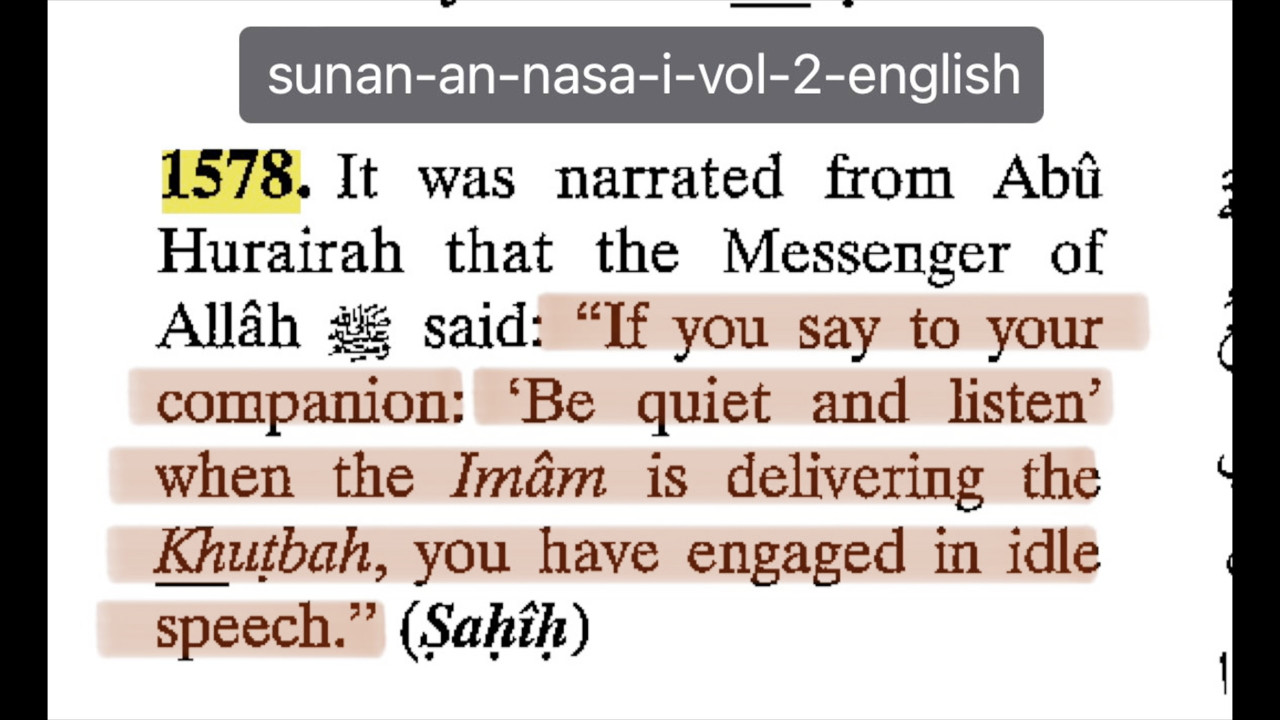 sunan-an-nasa-i-vol-2-english
1578. It was narrated from Abû
Hurairah that the Messenger of
Allâh ﷺ said: “If you say to your
companion: ‘Be quiet and listen’
when the Imâm is delivering the
Khuṭbah, you have engaged in idle
speech.” (Ṣaḥîḥ)